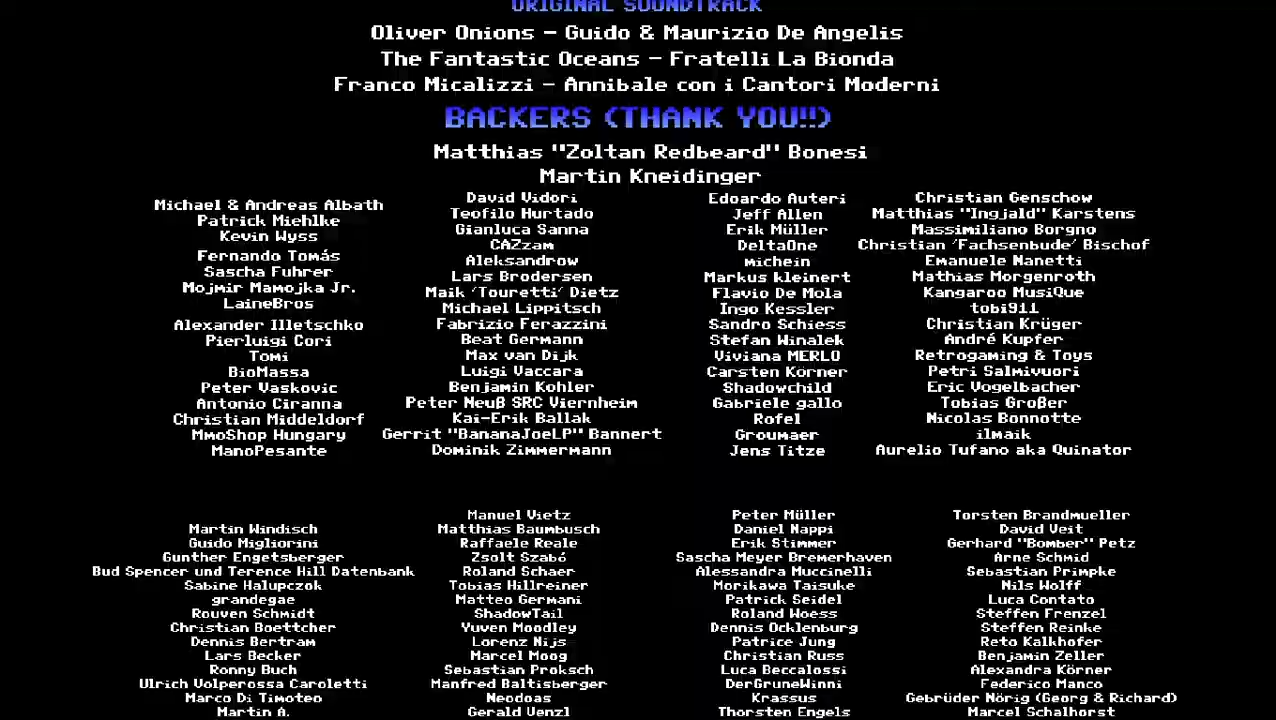 ORIGINAL SOUNDTRACK
Oliver Onions – Guido & Maurizio De Angelis
The Fantastic Oceans – Fratelli La Bionda
Franco Micalizzi – Annibale con i Cantori Moderni
BACKERS (THANK YOU!!)
Matthias "Zoltan Redbeard" Bonesi
Martin Kneidinger
Michael & Andreas Albath
Patrick Miehlke
Kevin Wyss
Fernando Tomás
Sascha Fuhrer
Mojmir Mamojka Jr.
LaineBros
Alexander Illetschko
Pierluigi Cori
Tomi
BioMassa
Peter Vaskovic
Antonio Ciranna
Christian Middeldorf
MmoShop Hungary
ManoPesante
David Vidori
Teofilo Hurtado
Gianluca Sanna
CAZzam
Aleksandrow
Lars Brodersen
Maik 'Touretti' Dietz
Michael Lippitsch
Fabrizio Ferazzini
Beat Germann
Max van Dijk
Luigi Vaccara
Benjamin Kohler
Peter Neuß SRC Viernheim
Kai-Erik Ballak
Gerrit "BananaJoeLP" Bannert
Dominik Zimmermann
Edoardo Auteri
Jeff Allen
Erik Müller
DeltaOne
michein
Markus kleinert
Flavio De Mola
Ingo Kessler
Sandro Schiess
Stefan Winalek
Viviana MERLO
Carsten Körner
Shadowchild
Gabriele gallo
Rofel
Groumaer
Jens Titze
Christian Genschow
Matthias "Ingjald" Karstens
Massimiliano Borgno
Christian 'Fachsenbude' Bischof
Emanuele Nanetti
Mathias Morgenroth
Kangaroo MusiQue
tobi911
Christian Krüger
André Kupfer
Retrogaming & Toys
Petri Salmivuori
Eric Vogelbacher
Tobias Großer
Nicolas Bonnotte
ilmaik
Aurelio Tufano aka Quinator
Martin Windisch
Guido Migliorini
Gunther Engetsberger
Bud Spencer und Terence Hill Datenbank
Sabine Halupczok
grandegae
Rouven Schmidt
Christian Boettcher
Dennis Bertram
Lars Becker
Ronny Buch
Ulrich Volperossa Caroletti
Marco Di Timoteo
Martin A.
Manuel Vietz
Matthias Baumbusch
Raffaele Reale
Zsolt Szabó
Roland Schaer
Tobias Hillreiner
Matteo Germani
ShadowTail
Yuven Moodley
Lorenz Nijs
Marcel Moog
Sebastian Proksch
Manfred Baltisberger
Neodoas
Gerald Venzl
Peter Müller
Daniel Nappi
Erik Stimmer
Sascha Meyer Bremerhaven
Alessandra Muccinelli
Morikawa Taisuke
Patrick Seidel
Roland Woess
Dennis Ocklenburg
Patrice Jung
Christian Russ
Luca Beccalossi
DerGruneWinni
Krassus
Thorsten Engels
Torsten Brandmueller
David Veit
Gerhard "Bomber" Petz
Arne Schmid
Sebastian Primpke
Nils Wolff
Luca Contato
Steffen Frenzel
Steffen Reinke
Reto Kalkhofer
Benjamin Zeller
Alexandra Körner
Federico Manco
Gebrüder Nörig (Georg & Richard)
Marcel Schalhorst